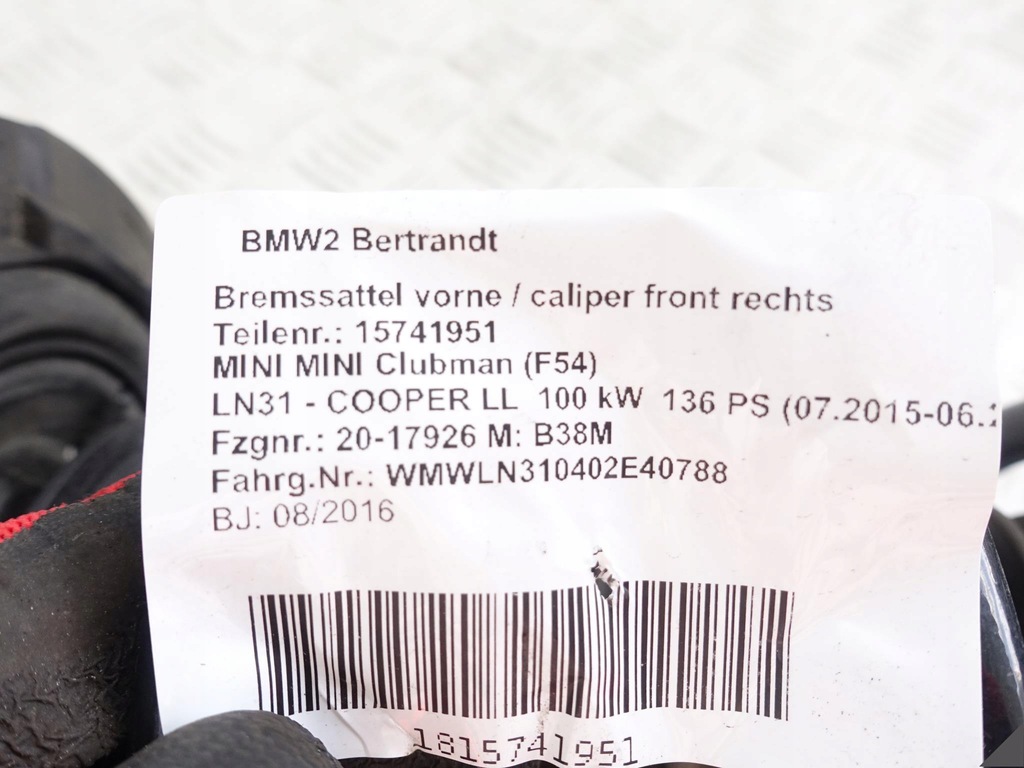 BMW2 Bertrandt
Bremssattel vorne / caliper front rechts
Teilenr.: 15741951
MINI MINI Clubman (F54)
LN31 - COOPER LL 100 kW 136 PS (07.2015-06.
Fzgnr.: 20-17926 M: B38M
Fahrg.Nr.: WMWLN310402E40788
BJ: 08/2016
1815741951